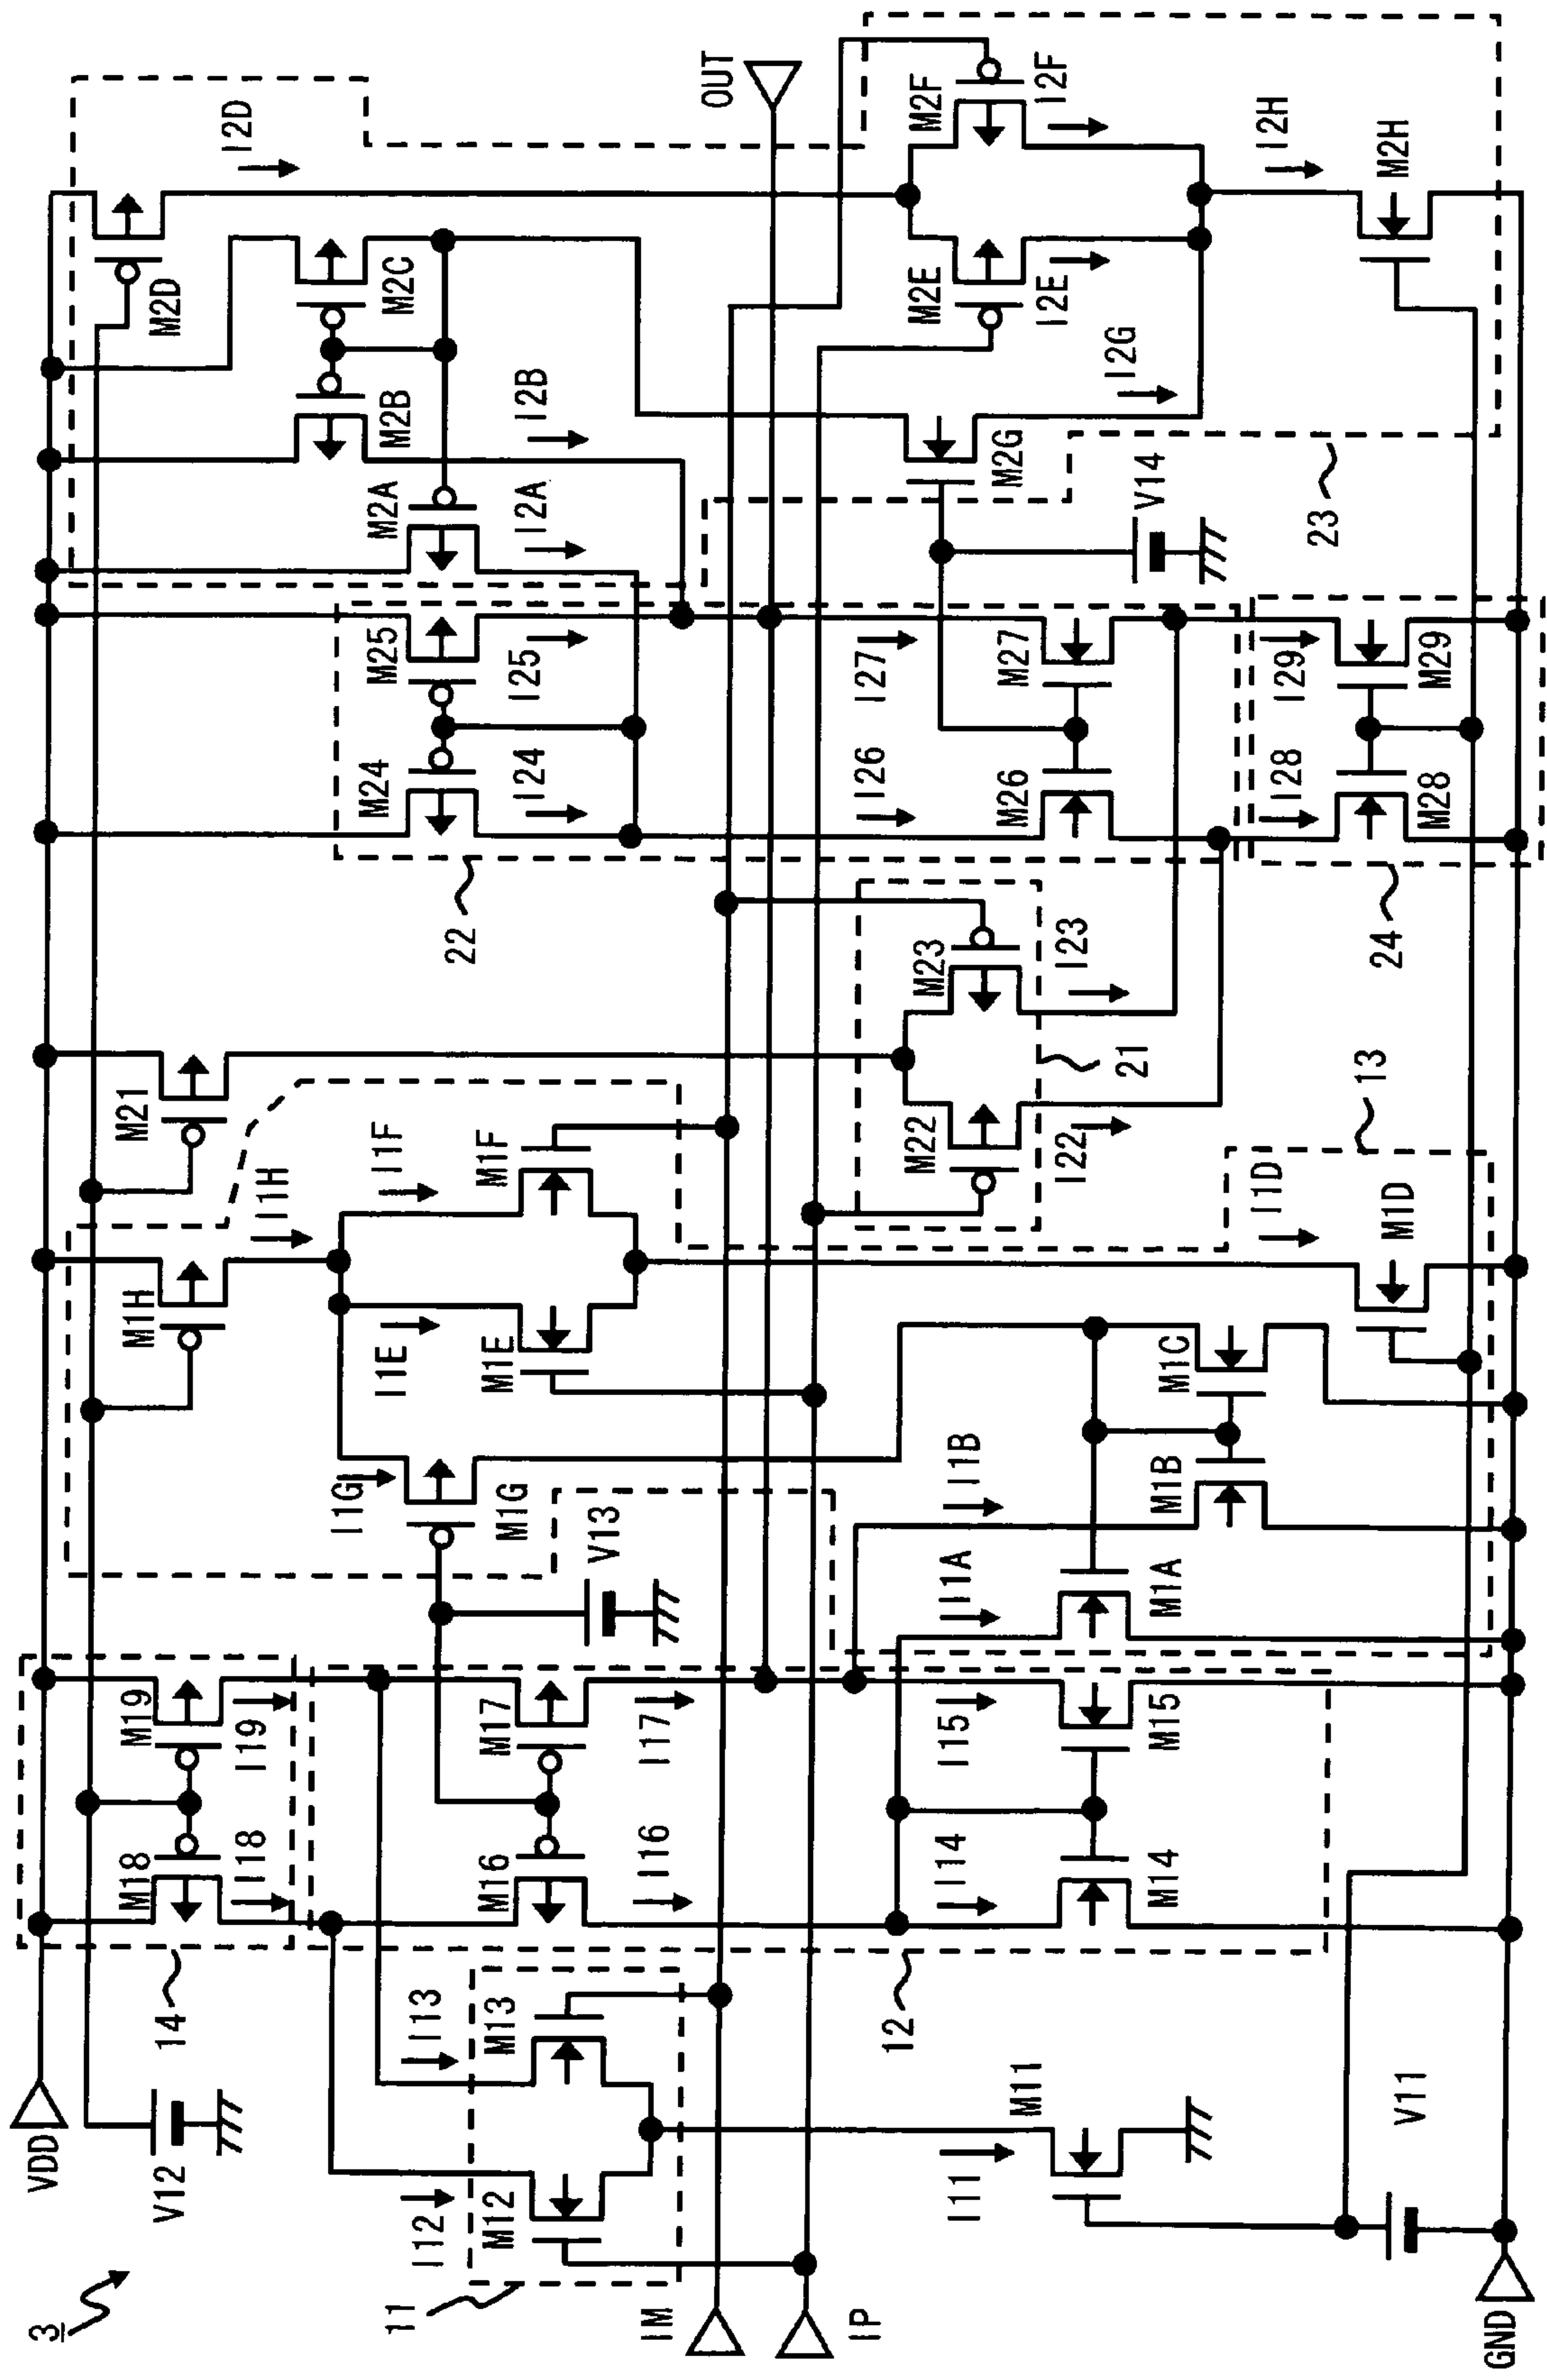 3
VDD
V12
14
M18
M19
I18
I19
M1H
I1H
M21
M2D
I2D
11
I12
I13
M12
M13
M16
M17
I16
I17
V13
I1G
M1G
I1E
M1E
I1F
M1F
22
M24
M25
I24
I25
M2A
I2A
M2B
I2B
M2C
OUT
IM
IP
12
I14
M14
I15
M15
I1A
M1A
I1B
M1B
M1C
I1D
M1D
13
M22
M23
I22
I23
21
I26
M26
I27
M27
V14
M2G
I2G
M2E
I2E
M2F
I2F
I2H
M2H
23
24
I28
M28
I29
M29
I11
M11
V11
GND